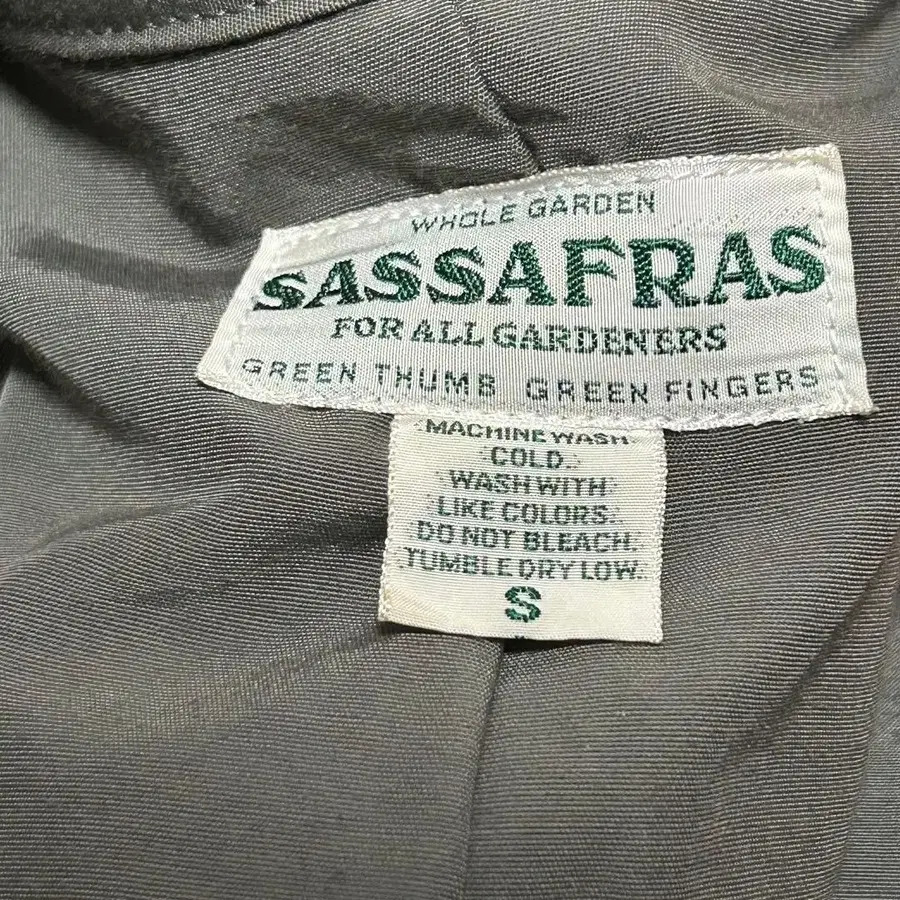 WHOLE GARDEN
SASSAFRAS
FOR ALL GARDENERS
GREEN THUMB GREEN FINGERS
MACHINE WASH
COLD.
WASH WITH
LIKE COLORS.
DO NOT BLEACH.
TUMBLE DRY LOW.
S